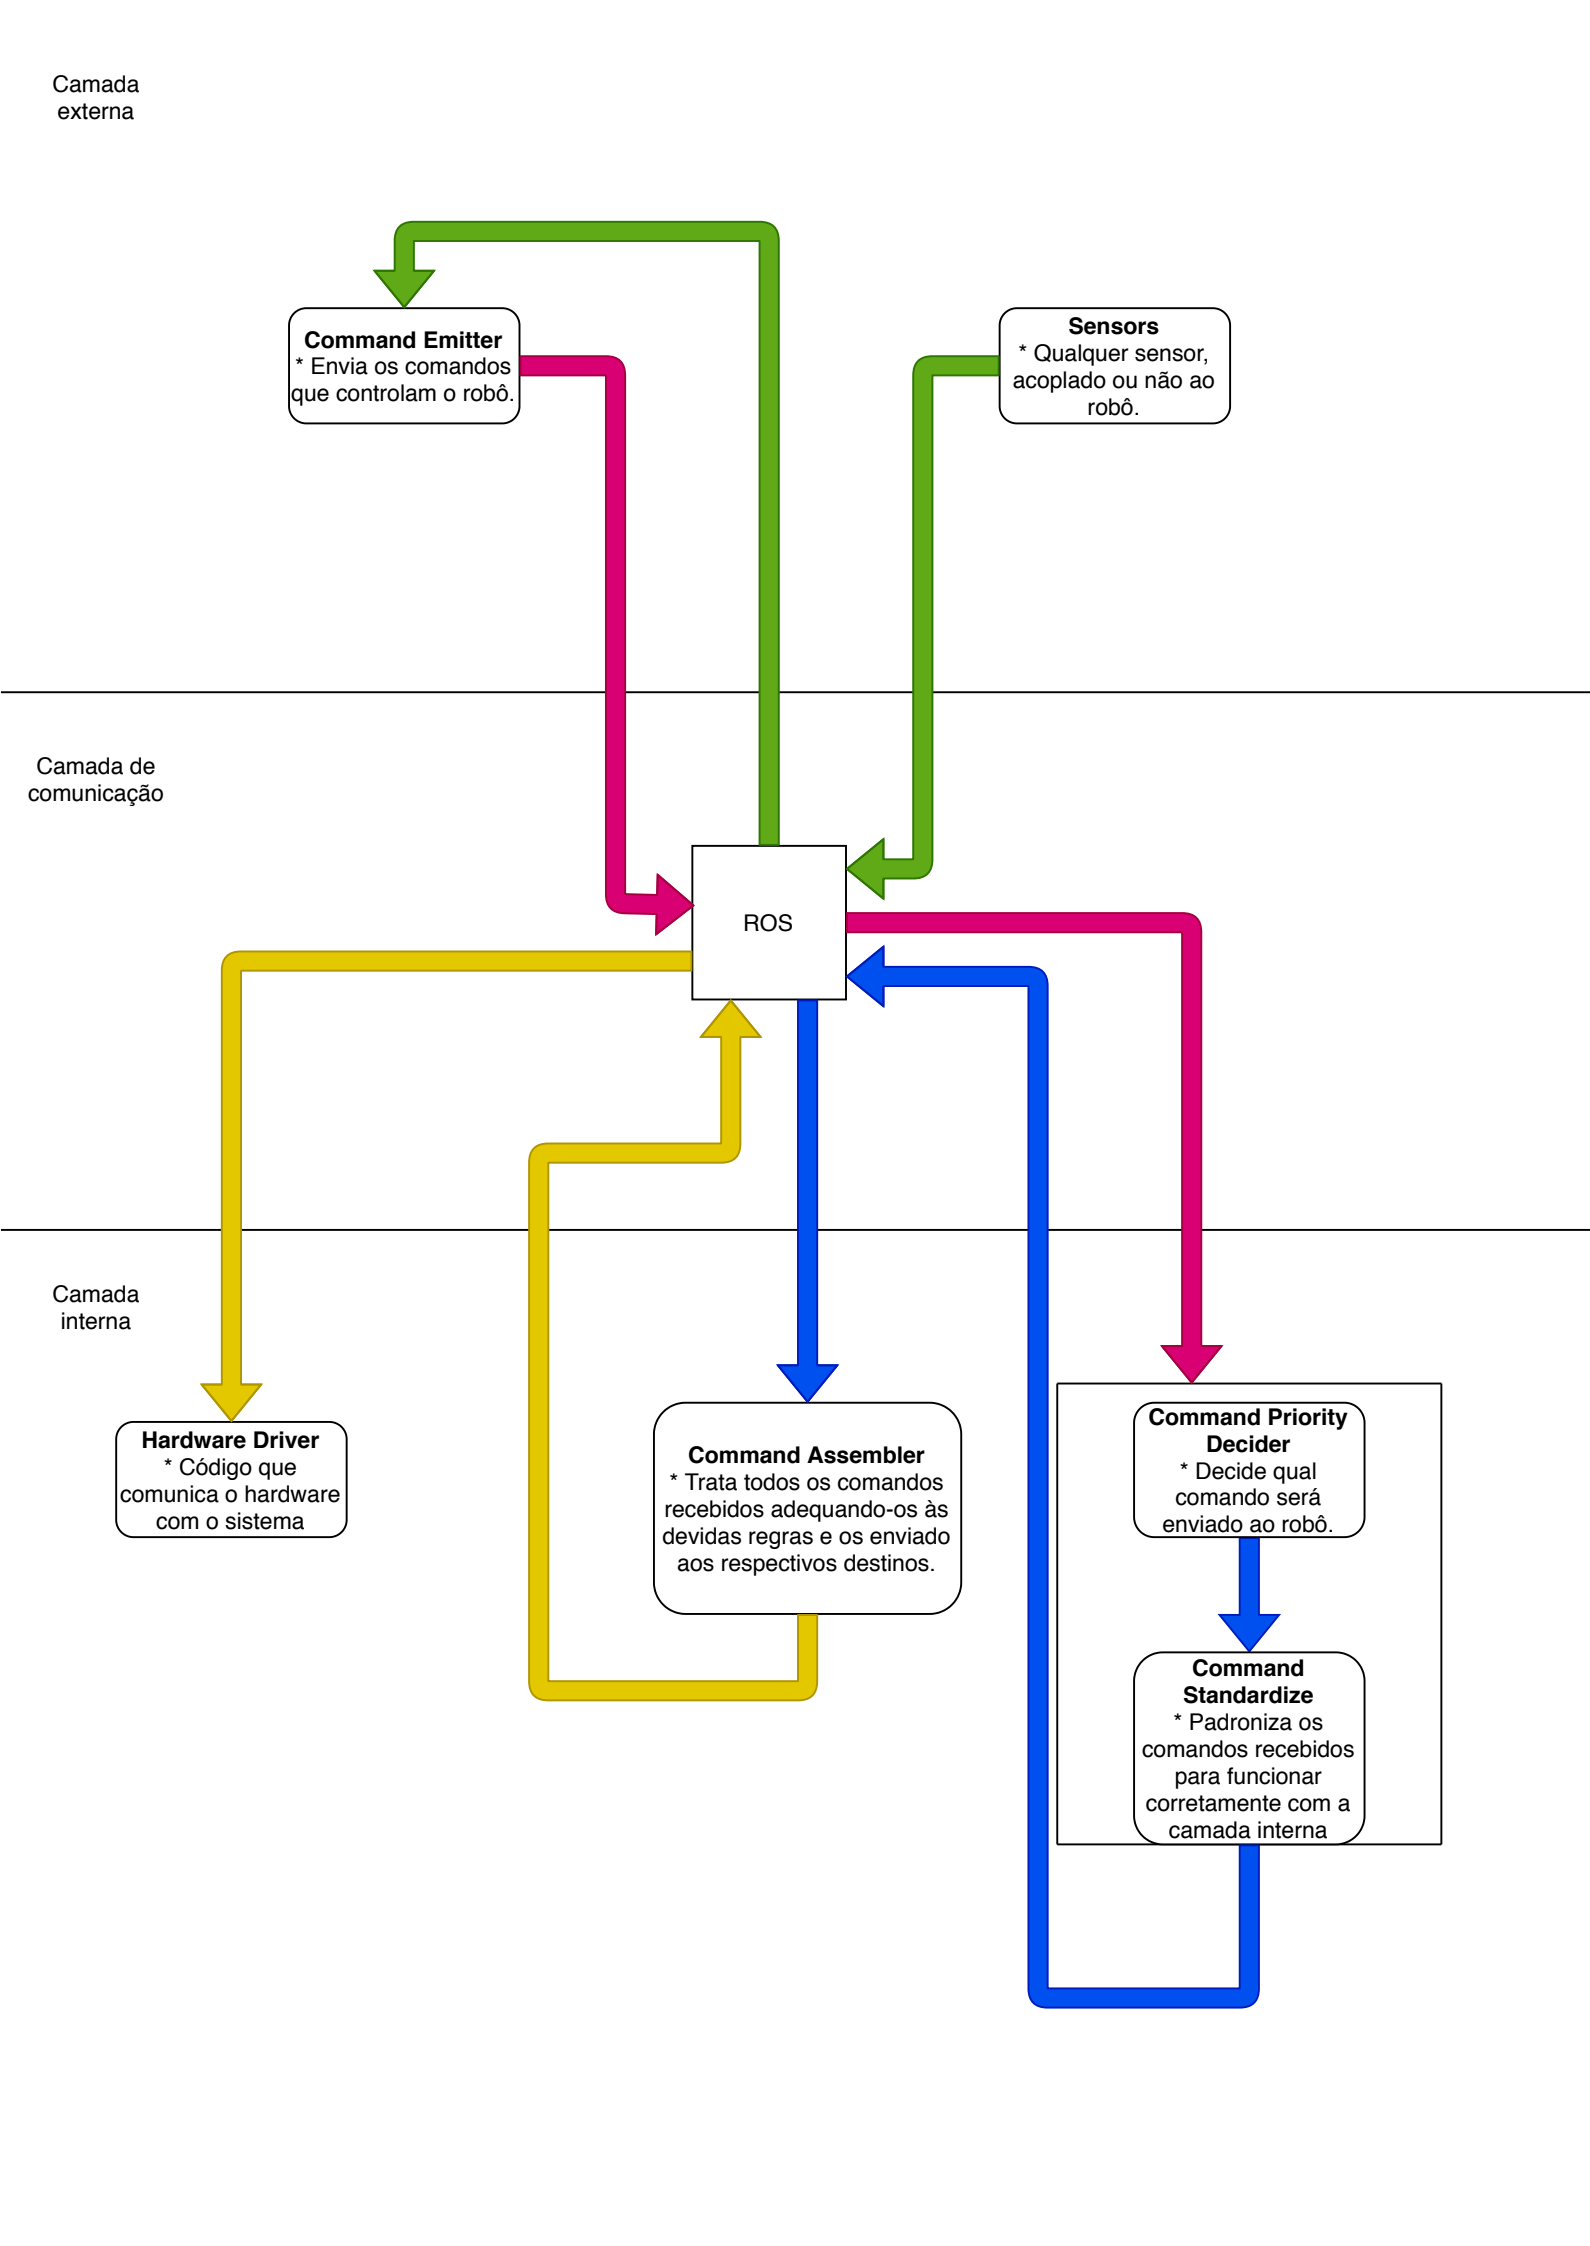 Camada
externa
Command Emitter
* Envia os comandos
que controlam o robô.
Sensors
* Qualquer sensor,
acoplado ou não ao
robô.
Camada de
comunicação
ROS
Camada
interna
Hardware Driver
* Código que
comunica o hardware
com o sistema
Command Assembler
* Trata todos os comandos
recebidos adequando-os às
devidas regras e os enviado
aos respectivos destinos.
Command Priority
Decider
* Decide qual
comando será
enviado ao robô.
Command
Standardize
* Padroniza os
comandos recebidos
para funcionar
corretamente com a
camada interna